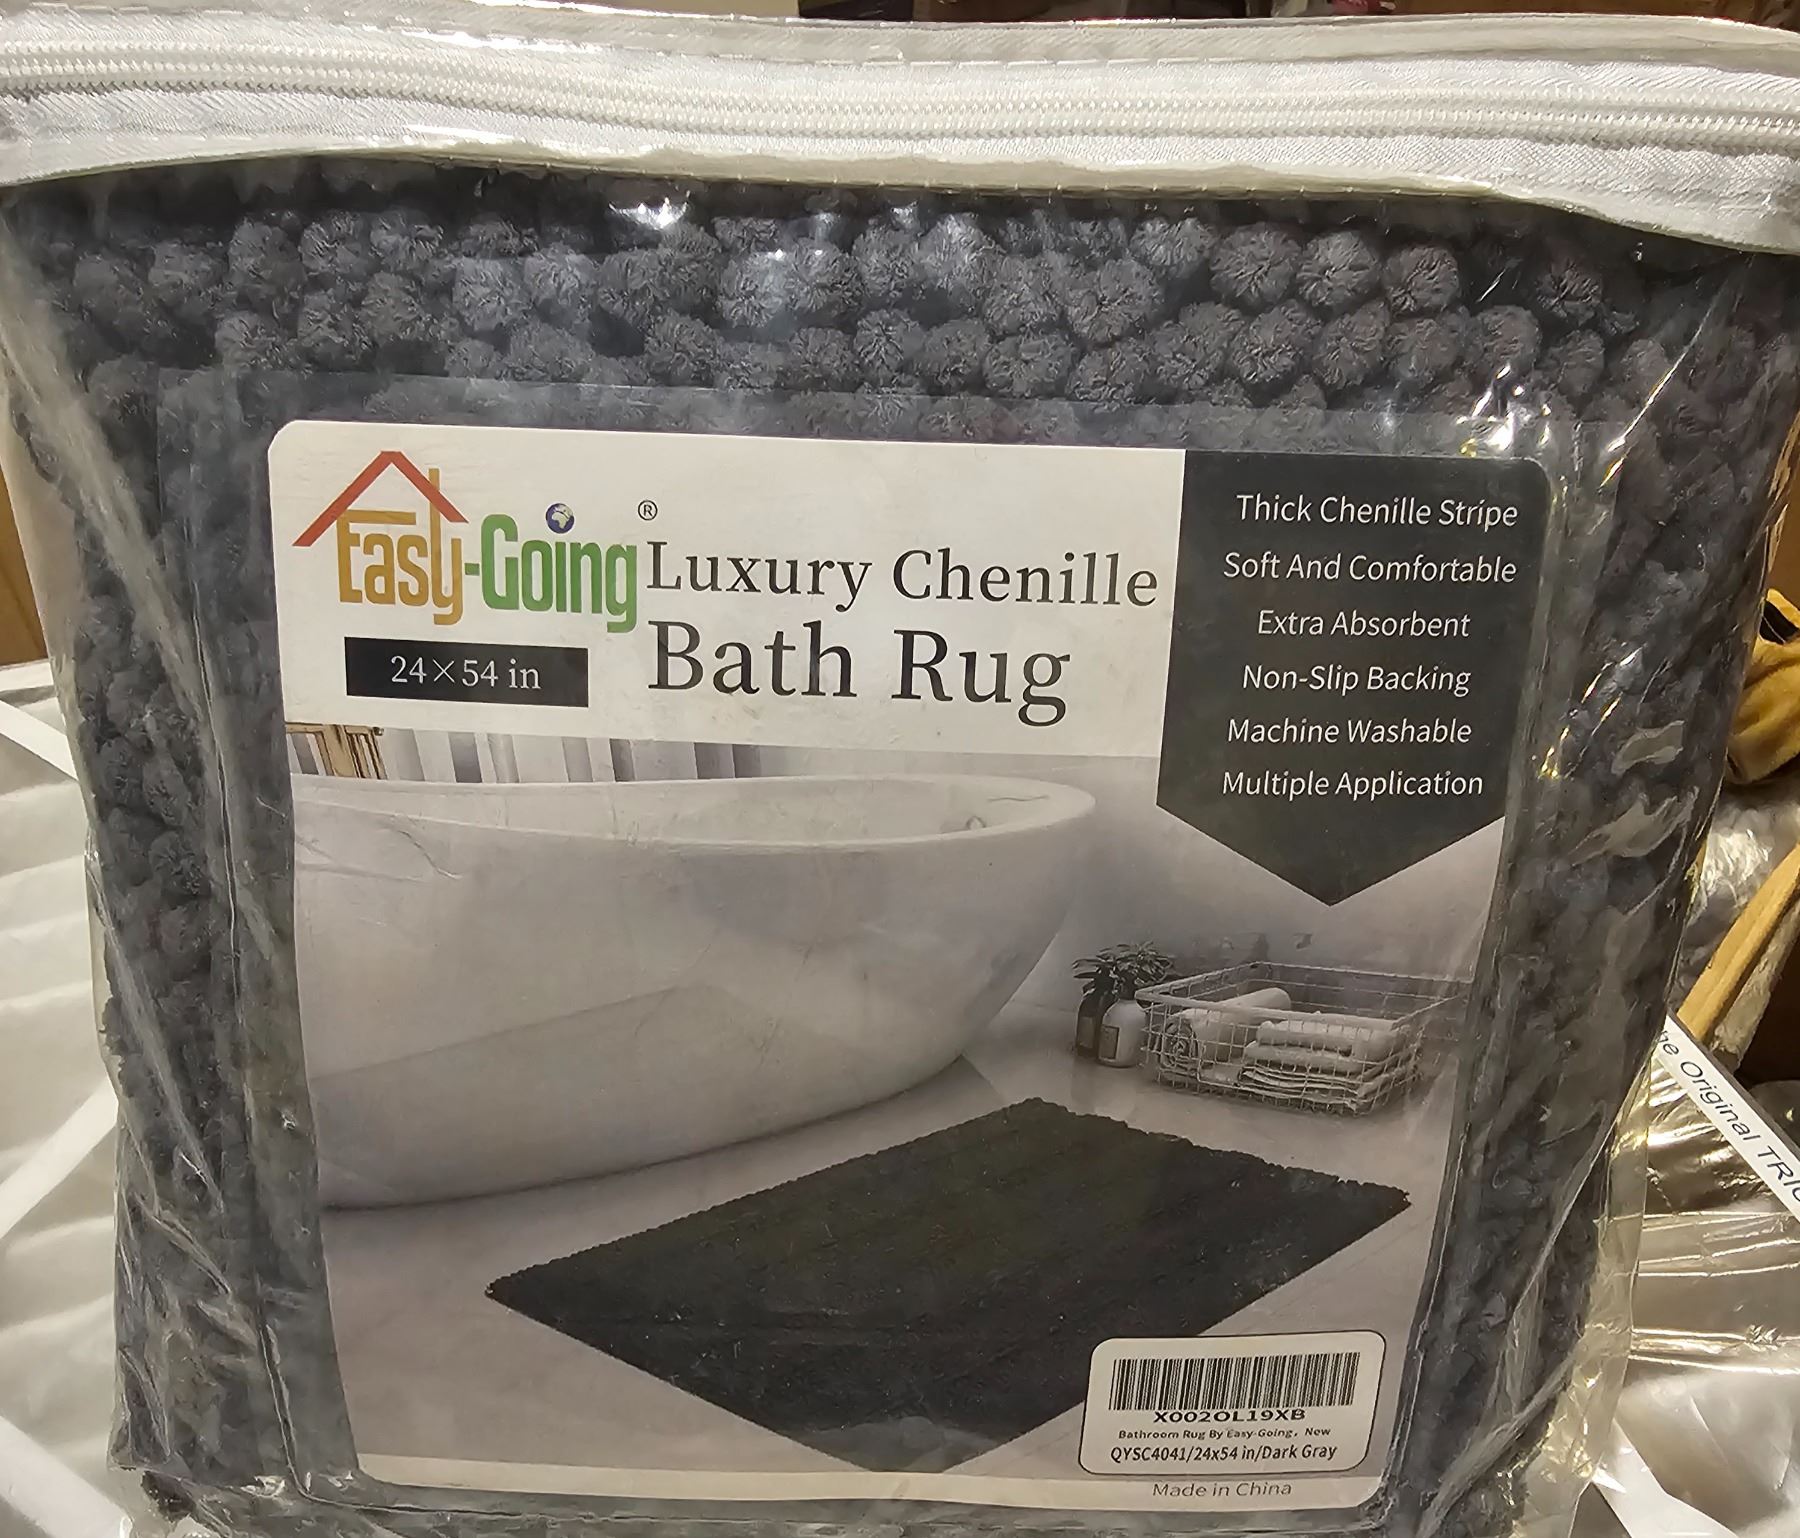 Easy-Going®
Luxury Chenille
Bath Rug
24×54 in
Thick Chenille Stripe
Soft And Comfortable
Extra Absorbent
Non-Slip Backing
Machine Washable
Multiple Application
X002OL19XB
Bathroom Rug By Easy-Going, New
QYSC4041/24x54 in/Dark Gray
Made in China
Original